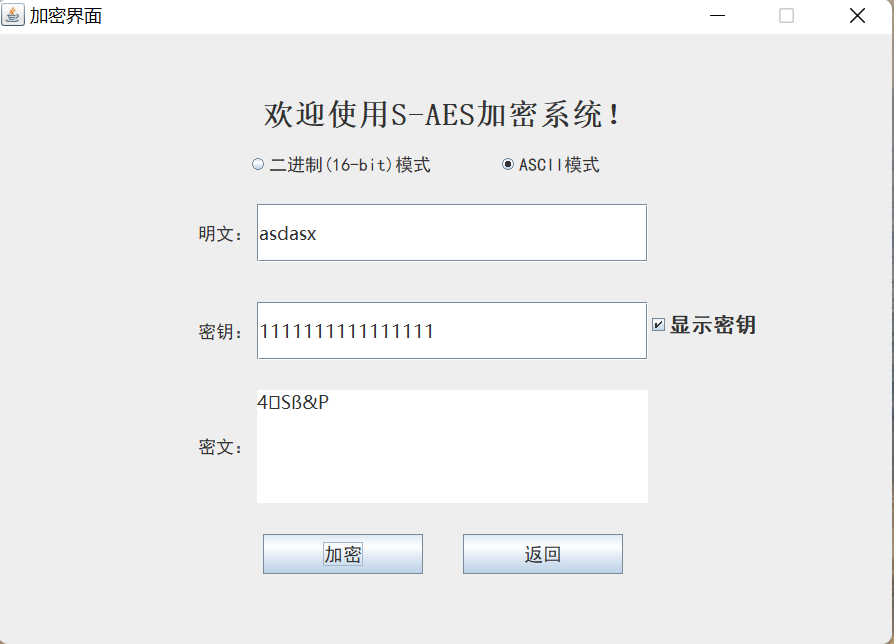 加密界面
欢迎使用S-AES加密系统!
二进制(16-bit)模式 ASCII模式
明文: asdasx
密钥: 1111111111111111 显示密钥
密文: 4▯Sß&P
加密 返回